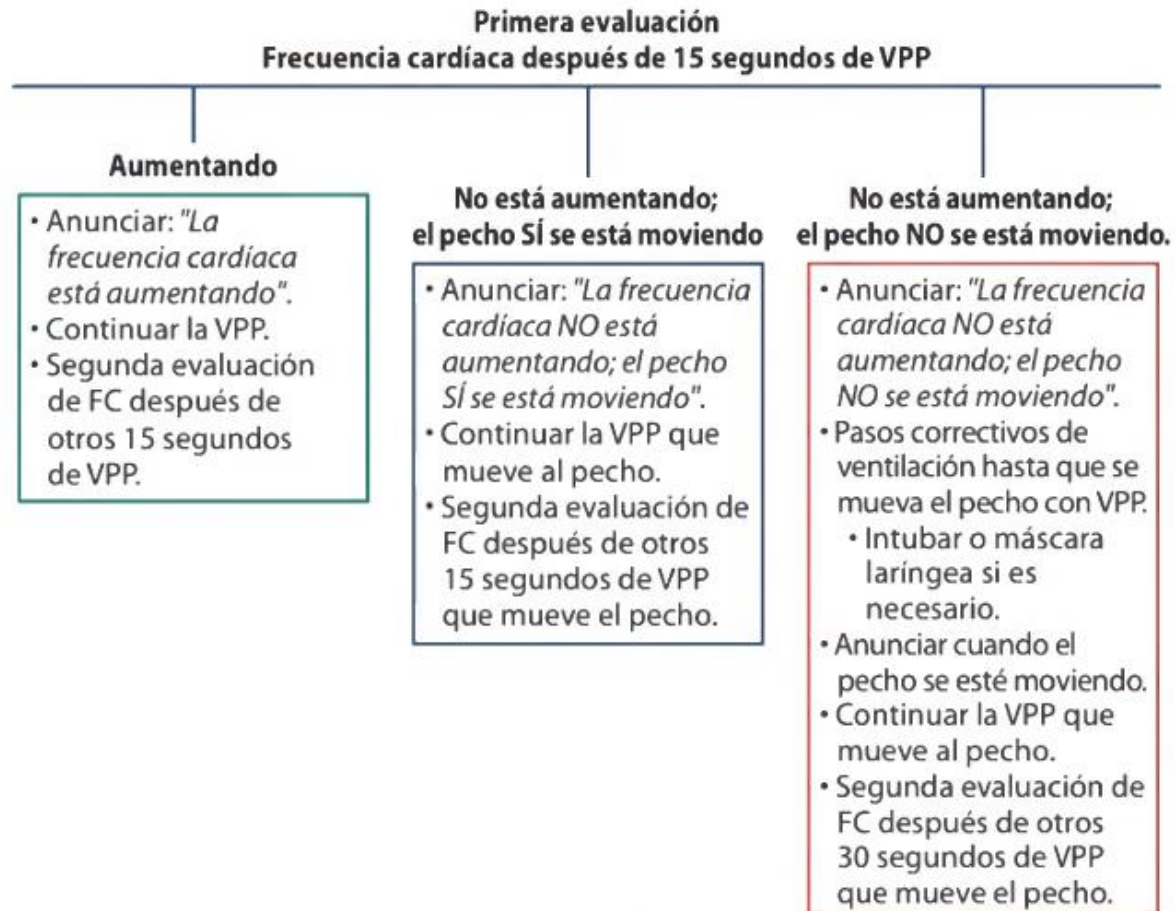 Primera evaluación
Frecuencia cardíaca después de 15 segundos de VPP
Aumentando
• Anunciar: "La
frecuencia cardíaca
está aumentando".
• Continuar la VPP.
• Segunda evaluación
de FC después de
otros 15 segundos
de VPP.
No está aumentando;
el pecho SÍ se está moviendo
• Anunciar: "La frecuencia
cardíaca NO está
aumentando; el pecho
SÍ se está moviendo".
• Continuar la VPP que
mueve al pecho.
• Segunda evaluación de
FC después de otros
15 segundos de VPP
que mueve el pecho.
No está aumentando;
el pecho NO se está moviendo.
• Anunciar: "La frecuencia
cardíaca NO está
aumentando; el pecho
NO se está moviendo".
• Pasos correctivos de
ventilación hasta que se
mueva el pecho con VPP.
• Intubar o máscara
laríngea si es
necesario.
• Anunciar cuando el
pecho se esté moviendo.
• Continuar la VPP que
mueve al pecho.
• Segunda evaluación de
FC después de otros
30 segundos de VPP
que mueve el pecho.